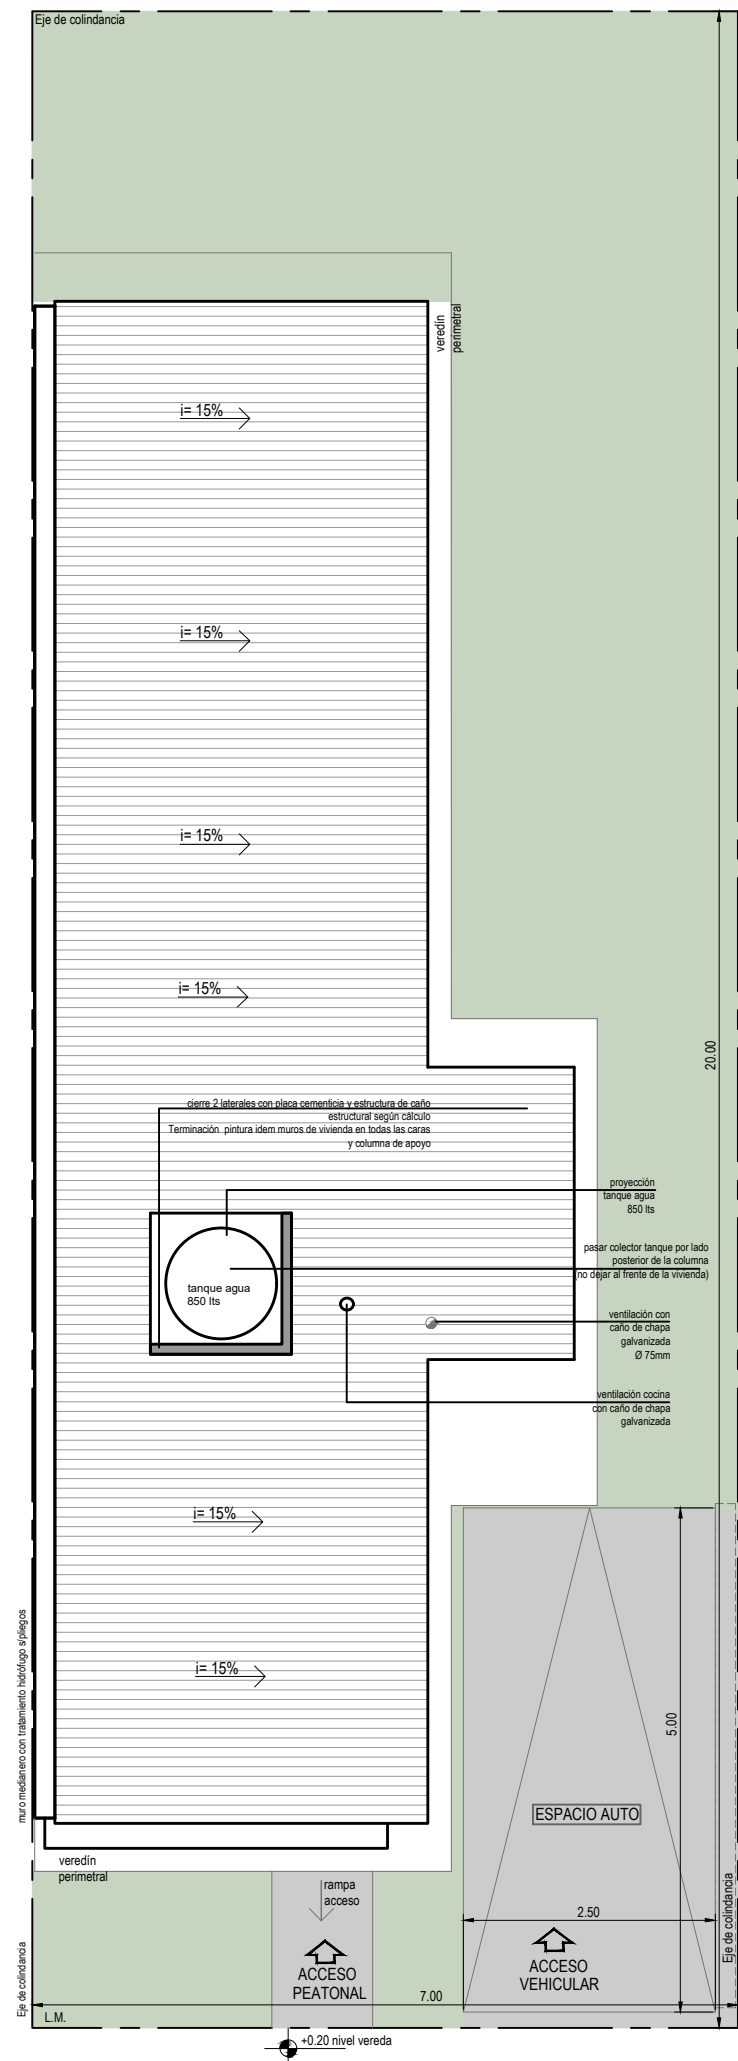 Eje de colindancia
veredín
perimetral
i= 15%
i= 15%
i= 15%
i= 15%
20.00
cierre 2 laterales con placa cementicia y estructura de caño
estructural según cálculo
Terminación pintura idem muros de vivienda en todas las caras
y columna de apoyo
proyección
tanque agua
850 lts
pasar colector tanque por lado
posterior de la columna
(no dejar al frente de la vivienda)
tanque agua
850 lts
ventilación con
caño de chapa
galvanizada
Ø 75mm
ventilación cocina
con caño de chapa
galvanizada
i= 15%
muro medianero con tratamiento hidrófugo s/pliegos
i= 15%
5.00
ESPACIO AUTO
veredín
perimetral
rampa
acceso
2.50
Eje de colindancia
Eje de colindancia
ACCESO
PEATONAL
ACCESO
VEHICULAR
7.00
L.M.
+0.20 nivel vereda